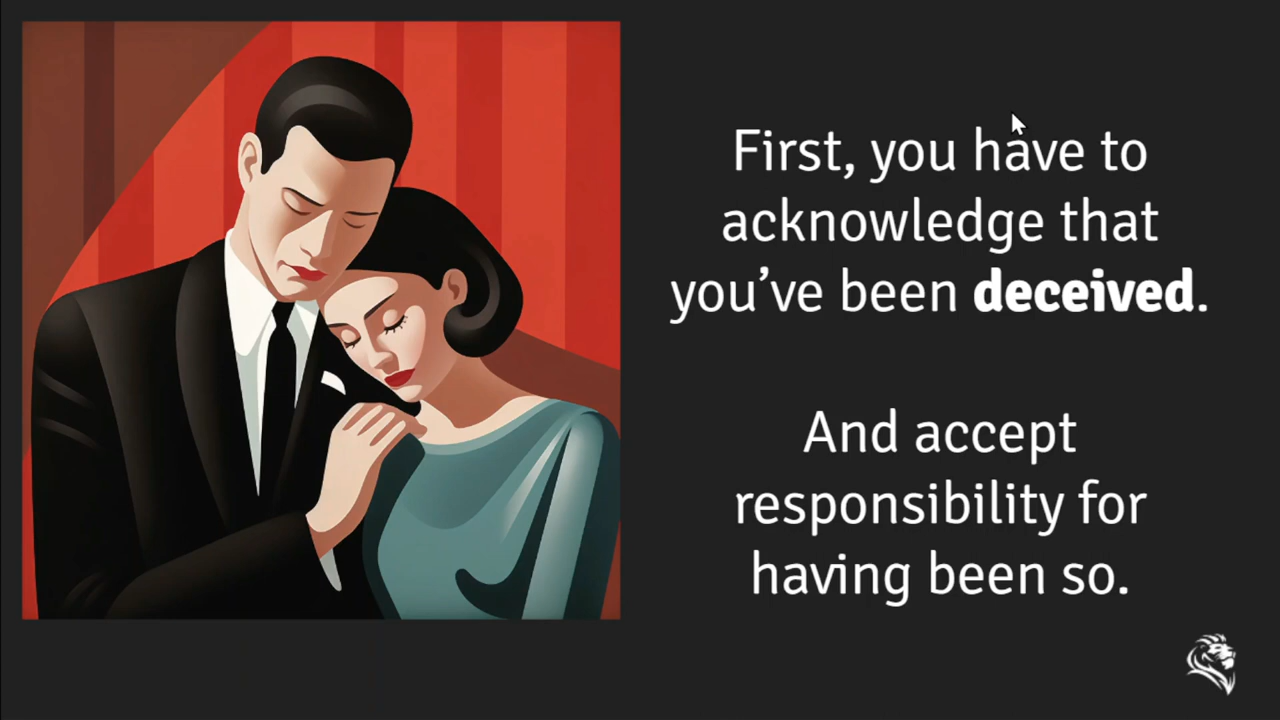 First, you have to
acknowledge that
you’ve been deceived.
And accept
responsibility for
having been so.